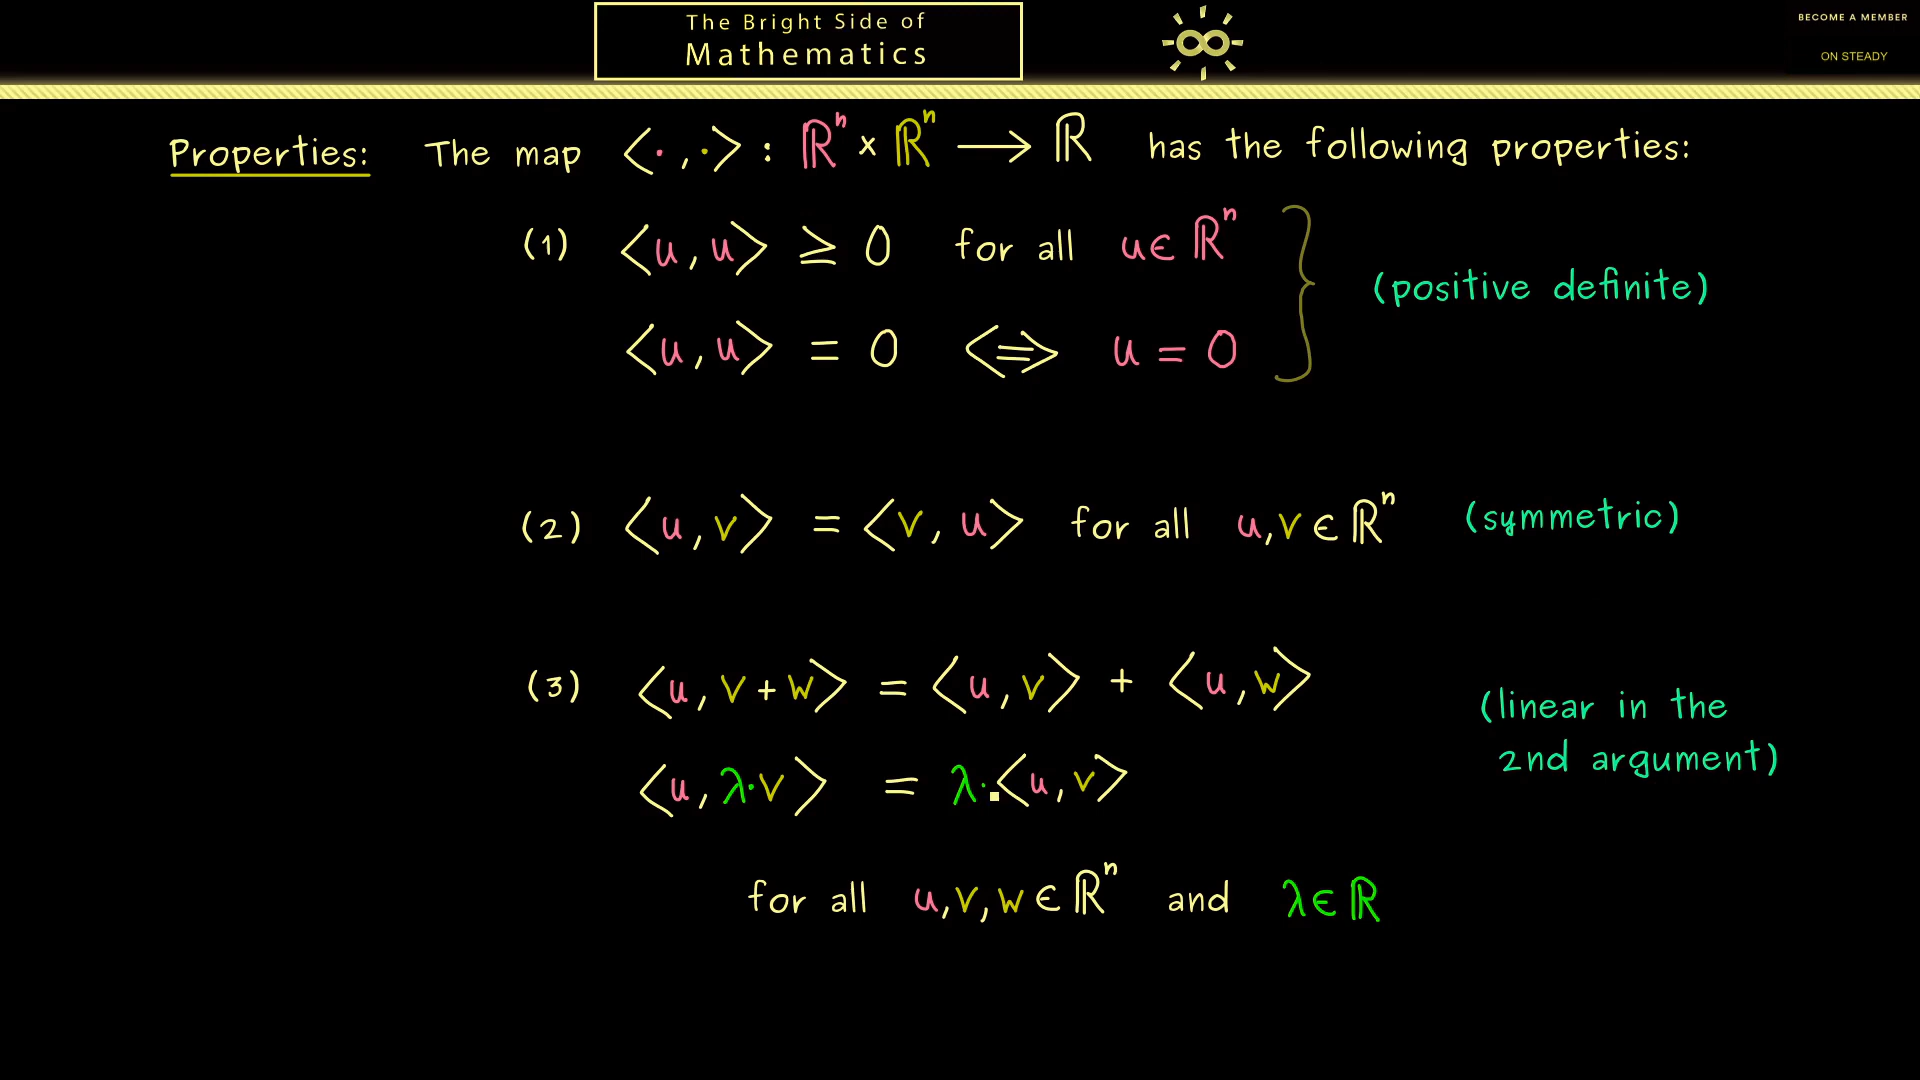 The Bright Side of
Mathematics
BECOME A MEMBER
ON STEADY
Properties: The map <·,·> : ℝⁿ × ℝⁿ ⟶ ℝ has the following properties:
(1) <u,u> ≥ 0 for all u∈ℝⁿ
(positive definite)
<u,u> = 0 ⟺ u = 0
(2) <u,v> = <v,u> for all u,v∈ℝⁿ (symmetric)
(3) <u,v+w> = <u,v> + <u,w>
(linear in the
2nd argument)
<u,λ·v> = λ·<u,v>
for all u,v,w∈ℝⁿ and λ∈ℝ